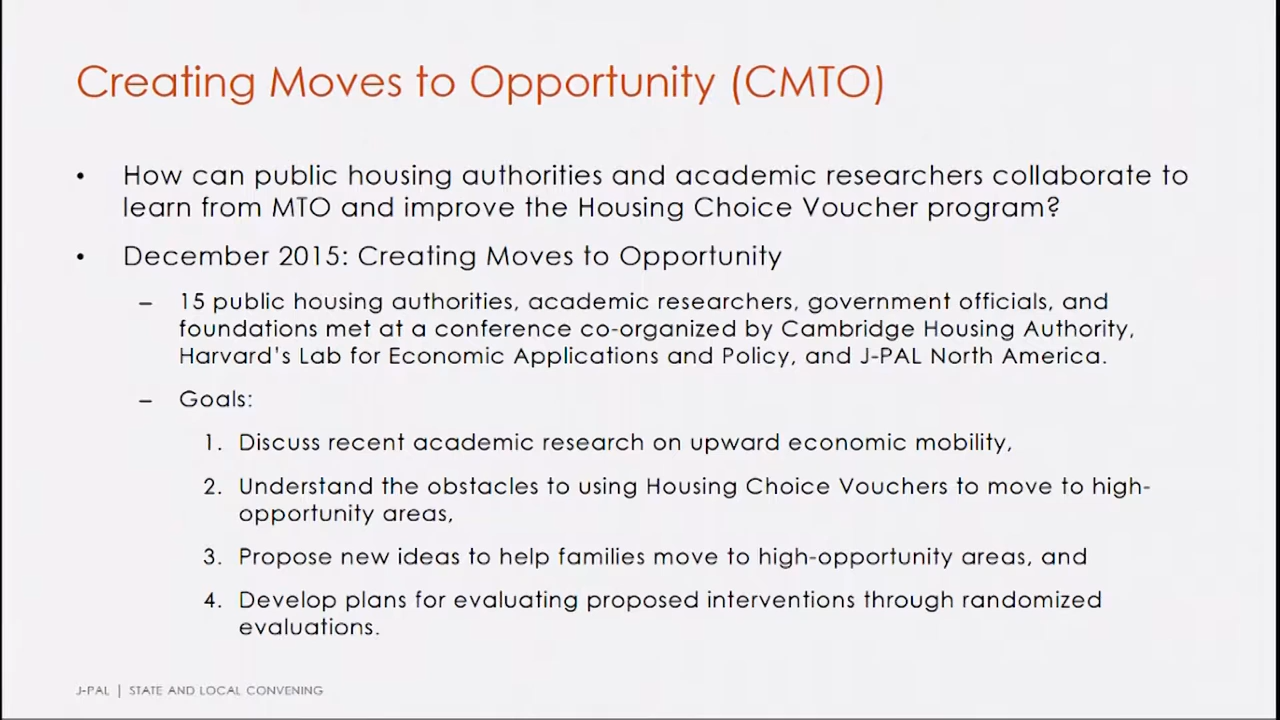 Creating Moves to Opportunity (CMTO)
• How can public housing authorities and academic researchers collaborate to
learn from MTO and improve the Housing Choice Voucher program?
• December 2015: Creating Moves to Opportunity
– 15 public housing authorities, academic researchers, government officials, and
foundations met at a conference co-organized by Cambridge Housing Authority,
Harvard's Lab for Economic Applications and Policy, and J-PAL North America.
– Goals:
1. Discuss recent academic research on upward economic mobility,
2. Understand the obstacles to using Housing Choice Vouchers to move to high-
opportunity areas,
3. Propose new ideas to help families move to high-opportunity areas, and
4. Develop plans for evaluating proposed interventions through randomized
evaluations.
J-PAL | STATE AND LOCAL CONVENING